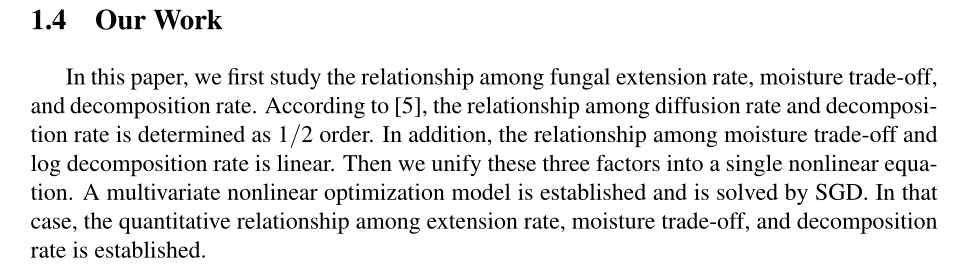 1.4 Our Work
In this paper, we first study the relationship among fungal extension rate, moisture trade-off,
and decomposition rate. According to [5], the relationship among diffusion rate and decomposi-
tion rate is determined as 1/2 order. In addition, the relationship among moisture trade-off and
log decomposition rate is linear. Then we unify these three factors into a single nonlinear equa-
tion. A multivariate nonlinear optimization model is established and is solved by SGD. In that
case, the quantitative relationship among extension rate, moisture trade-off, and decomposition
rate is established.